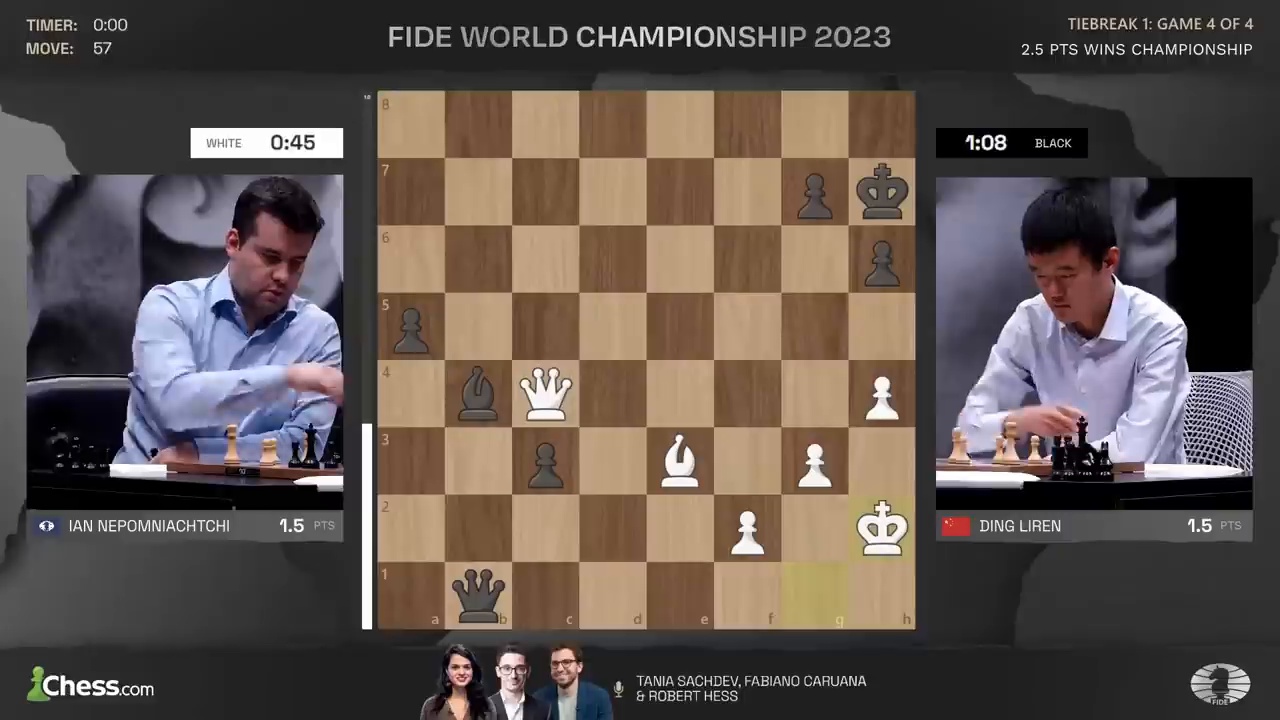 TIMER: 0:00
MOVE: 57
FIDE WORLD CHAMPIONSHIP 2023
TIEBREAK 1: GAME 4 OF 4
2.5 PTS WINS CHAMPIONSHIP
WHITE 0:45
1:08 BLACK
8
7
6
5
4
3
2
1
a b c d e f g h
IAN NEPOMNIACHTCHI 1.5 PTS
DING LIREN 1.5 PTS
Chess.com
TANIA SACHDEV, FABIANO CARUANA
& ROBERT HESS
FIDE